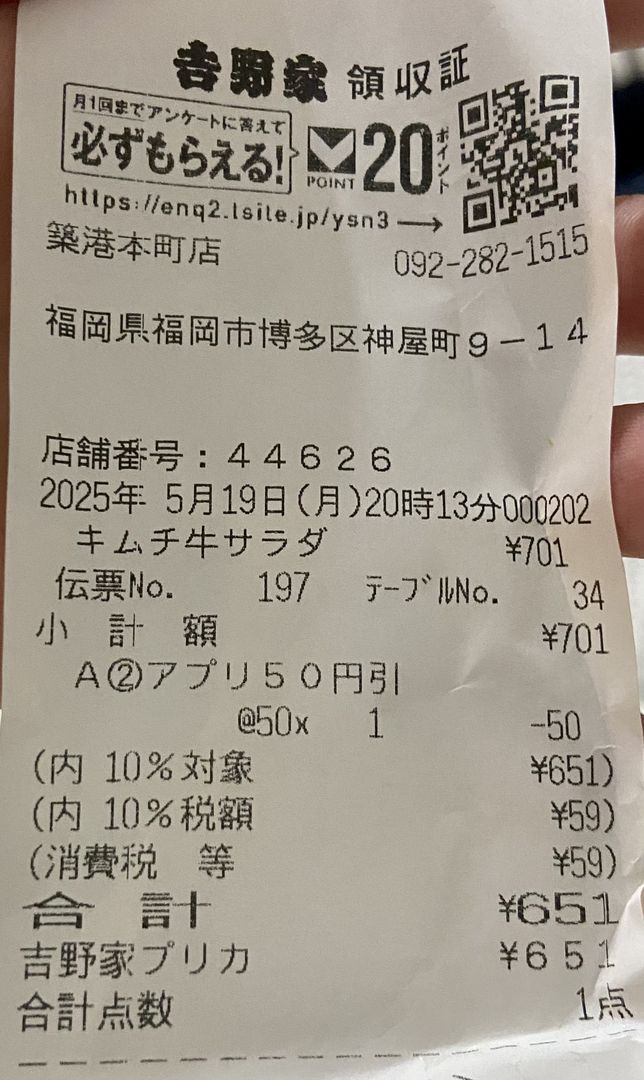 吉野家 領収証
月1回までアンケートに答えて
必ずもらえる!
POINT
20
ポイント
https://enq2.tsite.jp/ysn3
築港本町店 092-282-1515
福岡県福岡市博多区神屋町9-14
店舗番号:44626
2025年 5月19日(月)20時13分000202
キムチ牛サラダ ¥701
伝票No. 197 テーブルNo. 34
小 計 額 ¥701
A②アプリ50円引
@50x 1 -50
(内 10%対象 ¥651)
(内 10%税額 ¥59)
(消費税 等 ¥59)
合 計 ¥651
吉野家プリカ ¥651
合計点数 1点